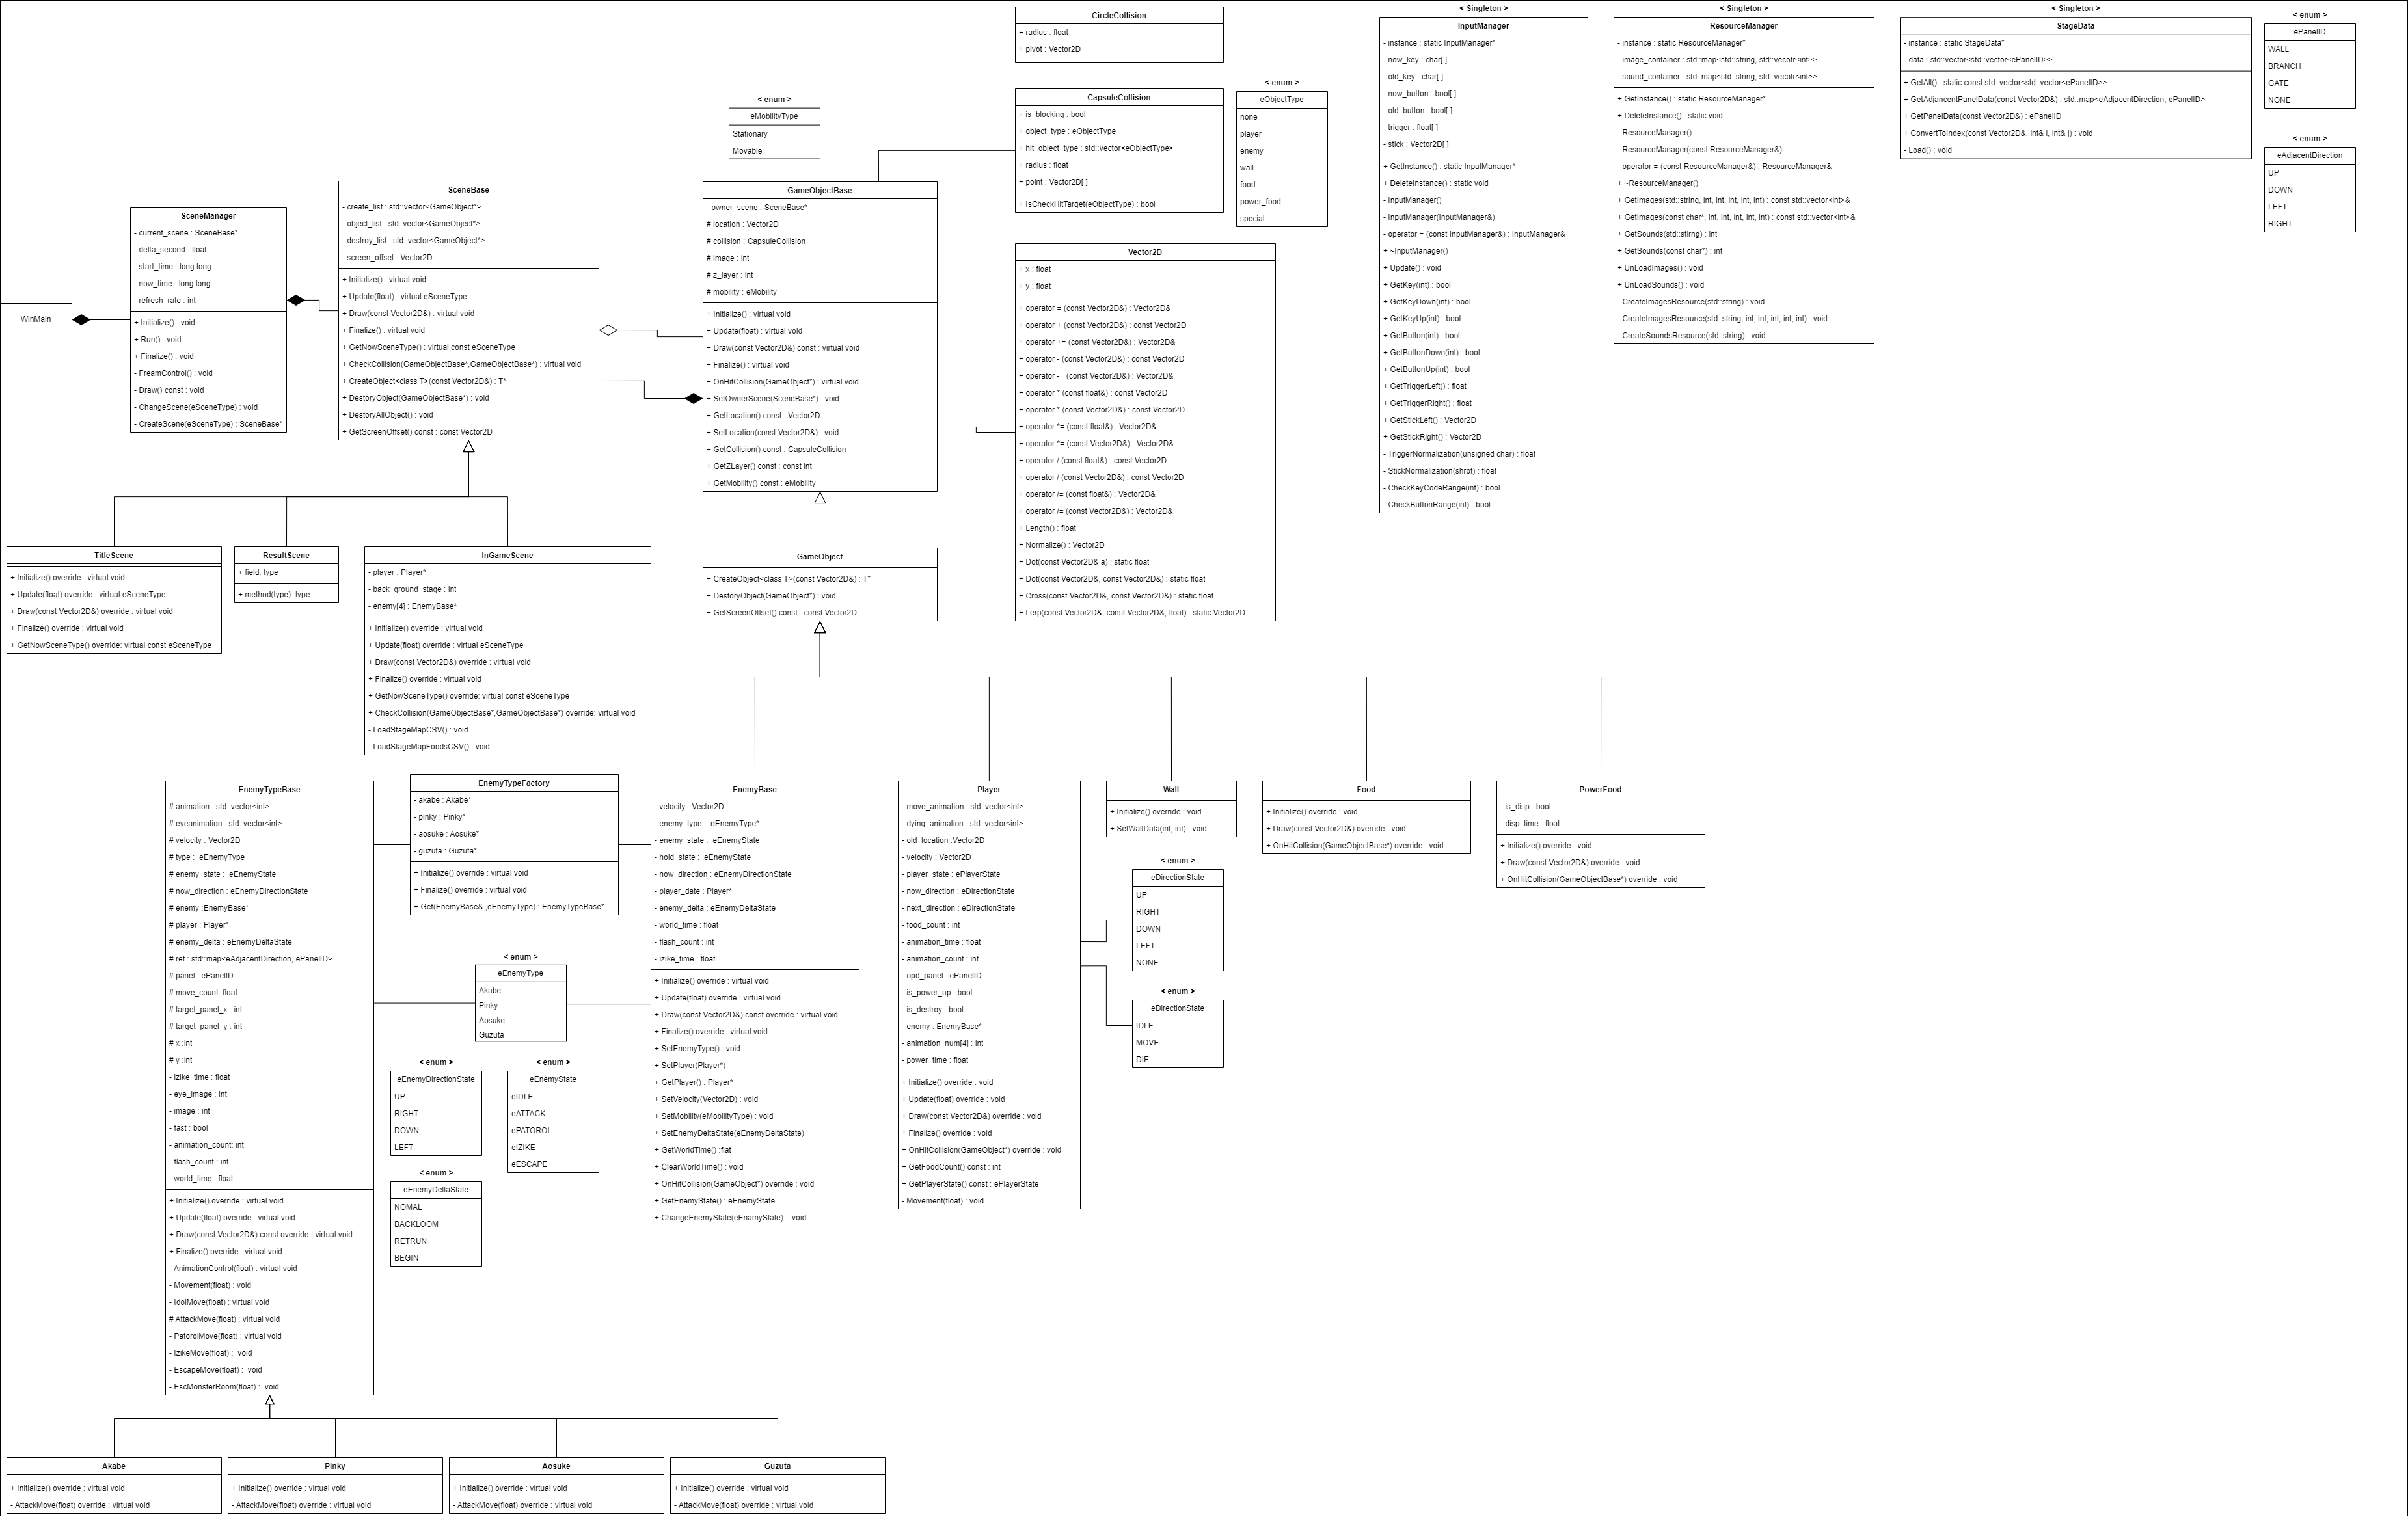 WinMain
SceneManager
- current_scene : SceneBase*
- delta_second : float
- start_time : long long
- now_time : long long
- refresh_rate : int
+ Initialize() : void
+ Run() : void
+ Finalize() : void
- FreamControl() : void
- Draw() const : void
- ChangeScene(eSceneType) : void
- CreateScene(eSceneType) : SceneBase*
SceneBase
- create_list : std::vector<GameObject*>
- object_list : std::vector<GameObject*>
- destroy_list : std::vector<GameObject*>
- screen_offset : Vector2D
+ Initialize() : virtual void
+ Update(float) : virtual eSceneType
+ Draw(const Vector2D&) : virtual void
+ Finalize() : virtual void
+ GetNowSceneType() : virtual const eSceneType
+ CheckCollision(GameObjectBase*,GameObjectBase*) : virtual void
+ CreateObject<class T>(const Vector2D&) : T*
+ DestoryObject(GameObjectBase*) : void
+ DestoryAllObject() : void
+ GetScreenOffset() const : const Vector2D
< enum >
eMobilityType
Stationary
Movable
GameObjectBase
- owner_scene : SceneBase*
# location : Vector2D
# collision : CapsuleCollision
# image : int
# z_layer : int
# mobility : eMobility
+ Initialize() : virtual void
+ Update(float) : virtual void
+ Draw(const Vector2D&) const : virtual void
+ Finalize() : virtual void
+ OnHitCollision(GameObject*) : virtual void
+ SetOwnerScene(SceneBase*) : void
+ GetLocation() const : Vector2D
+ SetLocation(const Vector2D&) : void
+ GetCollision() const : CapsuleCollision
+ GetZLayer() const : const int
+ GetMobility() const : eMobility
CircleCollision
+ radius : float
+ pivot : Vector2D
CapsuleCollision
+ is_blocking : bool
+ object_type : eObjectType
+ hit_object_type : std::vector<eObjectType>
+ radius : float
+ point : Vector2D[ ]
+ IsCheckHitTarget(eObjectType) : bool
< enum >
eObjectType
none
player
enemy
wall
food
power_food
special
Vector2D
+ x : float
+ y : float
+ operator = (const Vector2D&) : Vector2D&
+ operator + (const Vector2D&) : const Vector2D
+ operator += (const Vector2D&) : Vector2D&
+ operator - (const Vector2D&) : const Vector2D
+ operator -= (const Vector2D&) : Vector2D&
+ operator * (const float&) : const Vector2D
+ operator * (const Vector2D&) : const Vector2D
+ operator *= (const float&) : Vector2D&
+ operator *= (const Vector2D&) : Vector2D&
+ operator / (const float&) : const Vector2D
+ operator / (const Vector2D&) : const Vector2D
+ operator /= (const float&) : Vector2D&
+ operator /= (const Vector2D&) : Vector2D&
+ Length() : float
+ Normalize() : Vector2D
+ Dot(const Vector2D& a) : static float
+ Dot(const Vector2D&, const Vector2D&) : static float
+ Cross(const Vector2D&, const Vector2D&) : static float
+ Lerp(const Vector2D&, const Vector2D&, float) : static Vector2D
< Singleton >
InputManager
- instance : static InputManager*
- now_key : char[ ]
- old_key : char[ ]
- now_button : bool[ ]
- old_button : bool[ ]
- trigger : float[ ]
- stick : Vector2D[ ]
+ GetInstance() : static InputManager*
+ DeleteInstance() : static void
- InputManager()
- InputManager(InputManager&)
- operator = (const InputManager&) : InputManager&
+ ~InputManager()
+ Update() : void
+ GetKey(int) : bool
+ GetKeyDown(int) : bool
+ GetKeyUp(int) : bool
+ GetButton(int) : bool
+ GetButtonDown(int) : bool
+ GetButtonUp(int) : bool
+ GetTriggerLeft() : float
+ GetTriggerRight() : float
+ GetStickLeft() : Vector2D
+ GetStickRight() : Vector2D
- TriggerNormalization(unsigned char) : float
- StickNormalization(shrot) : float
- CheckKeyCodeRange(int) : bool
- CheckButtonRange(int) : bool
< Singleton >
ResourceManager
- instance : static ResourceManager*
- image_container : std::map<std::string, std::vecotr<int>>
- sound_container : std::map<std::string, std::vecotr<int>>
+ GetInstance() : static ResourceManager*
+ DeleteInstance() : static void
- ResourceManager()
- ResourceManager(const ResourceManager&)
- operator = (const ResourceManager&) : ResourceManager&
+ ~ResourceManager()
+ GetImages(std::string, int, int, int, int, int) : const std::vector<int>&
+ GetImages(const char*, int, int, int, int, int) : const std::vector<int>&
+ GetSounds(std::stirng) : int
+ GetSounds(const char*) : int
+ UnLoadImages() : void
+ UnLoadSounds() : void
- CreateImagesResource(std::string) : void
- CreateImagesResource(std::string, int, int, int, int, int) : void
- CreateSoundsResource(std::string) : void
< Singleton >
StageData
- instance : static StageData*
- data : std::vector<std::vector<ePanelID>>
+ GetAll() : static const std::vector<std::vector<ePanelID>>
+ GetAdjancentPanelData(const Vector2D&) : std::map<eAdjacentDirection, ePanelID>
+ GetPanelData(const Vector2D&) : ePanelID
+ ConvertToIndex(const Vector2D&, int& i, int& j) : void
- Load() : void
< enum >
ePanelID
WALL
BRANCH
GATE
NONE
< enum >
eAdjacentDirection
UP
DOWN
LEFT
RIGHT
TitleScene
+ Initialize() override : virtual void
+ Update(float) override : virtual eSceneType
+ Draw(const Vector2D&) override : virtual void
+ Finalize() override : virtual void
+ GetNowSceneType() override: virtual const eSceneType
ResultScene
+ field: type
+ method(type): type
InGameScene
- player : Player*
- back_ground_stage : int
- enemy[4] : EnemyBase*
+ Initialize() override : virtual void
+ Update(float) override : virtual eSceneType
+ Draw(const Vector2D&) override : virtual void
+ Finalize() override : virtual void
+ GetNowSceneType() override: virtual const eSceneType
+ CheckCollision(GameObjectBase*,GameObjectBase*) override: virtual void
- LoadStageMapCSV() : void
- LoadStageMapFoodsCSV() : void
GameObject
+ CreateObject<class T>(const Vector2D&) : T*
+ DestoryObject(GameObject*) : void
+ GetScreenOffset() const : const Vector2D
EnemyTypeBase
# animation : std::vector<int>
# eyeanimation : std::vector<int>
# velocity : Vector2D
# type : eEnemyType
# enemy_state : eEnemyState
# now_direction : eEnemyDirectionState
# enemy :EnemyBase*
# player : Player*
# enemy_delta : eEnemyDeltaState
# ret : std::map<eAdjacentDirection, ePanelID>
# panel : ePanelID
# move_count :float
# target_panel_x : int
# target_panel_y : int
# x :int
# y :int
- izike_time : float
- eye_image : int
- image : int
- fast : bool
- animation_count: int
- flash_count : int
- world_time : float
+ Initialize() override : virtual void
+ Update(float) override : virtual void
+ Draw(const Vector2D&) const override : virtual void
+ Finalize() override : virtual void
- AnimationControl(float) : virtual void
- Movement(float) : void
- IdolMove(float) : virtual void
# AttackMove(float) : virtual void
- PatorolMove(float) : virtual void
- IzikeMove(float) : void
- EscapeMove(float) : void
- EscMonsterRoom(float) : void
EnemyTypeFactory
- akabe : Akabe*
- pinky : Pinky*
- aosuke : Aosuke*
- guzuta : Guzuta*
+ Initialize() override : virtual void
+ Finalize() override : virtual void
+ Get(EnemyBase& ,eEnemyType) : EnemyTypeBase*
< enum >
eEnemyType
Akabe
Pinky
Aosuke
Guzuta
< enum >
eEnemyDirectionState
UP
RIGHT
DOWN
LEFT
< enum >
eEnemyState
eIDLE
eATTACK
ePATOROL
eIZIKE
eESCAPE
< enum >
eEnemyDeltaState
NOMAL
BACKLOOM
RETRUN
BEGIN
EnemyBase
- velocity : Vector2D
- enemy_type : eEnemyType*
- enemy_state : eEnemyState
- hold_state : eEnemyState
- now_direction : eEnemyDirectionState
- player_date : Player*
- enemy_delta : eEnemyDeltaState
- world_time : float
- flash_count : int
- izike_time : float
+ Initialize() override : virtual void
+ Update(float) override : virtual void
+ Draw(const Vector2D&) const override : virtual void
+ Finalize() override : virtual void
+ SetEnemyType() : void
+ SetPlayer(Player*)
+ GetPlayer() : Player*
+ SetVelocity(Vector2D) : void
+ SetMobility(eMobilityType) : void
+ SetEnemyDeltaState(eEnemyDeltaState)
+ GetWorldTime() :flat
+ ClearWorldTime() : void
+ OnHitCollision(GameObject*) override : void
+ GetEnemyState() : eEnemyState
+ ChangeEnemyState(eEnamyState) : void
Player
- move_animation : std::vector<int>
- dying_animation : std::vector<int>
- old_location :Vector2D
- velocity : Vector2D
- player_state : ePlayerState
- now_direction : eDirectionState
- next_direction : eDirectionState
- food_count : int
- animation_time : float
- animation_count : int
- opd_panel : ePanelID
- is_power_up : bool
- is_destroy : bool
- enemy : EnemyBase*
- animation_num[4] : int
- power_time : float
+ Initialize() override : void
+ Update(float) override : void
+ Draw(const Vector2D&) override : void
+ Finalize() override : void
+ OnHitCollision(GameObject*) override : void
+ GetFoodCount() const : int
+ GetPlayerState() const : ePlayerState
- Movement(float) : void
Wall
+ Initialize() override : void
+ SetWallData(int, int) : void
< enum >
eDirectionState
UP
RIGHT
DOWN
LEFT
NONE
< enum >
eDirectionState
IDLE
MOVE
DIE
Food
+ Initialize() override : void
+ Draw(const Vector2D&) override : void
+ OnHitCollision(GameObjectBase*) override : void
PowerFood
- is_disp : bool
- disp_time : float
+ Initialize() override : void
+ Draw(const Vector2D&) override : void
+ OnHitCollision(GameObjectBase*) override : void
Akabe
+ Initialize() override : virtual void
- AttackMove(float) override : virtual void
Pinky
+ Initialize() override : virtual void
- AttackMove(float) override : virtual void
Aosuke
+ Initialize() override : virtual void
- AttackMove(float) override : virtual void
Guzuta
+ Initialize() override : virtual void
- AttackMove(float) override : virtual void